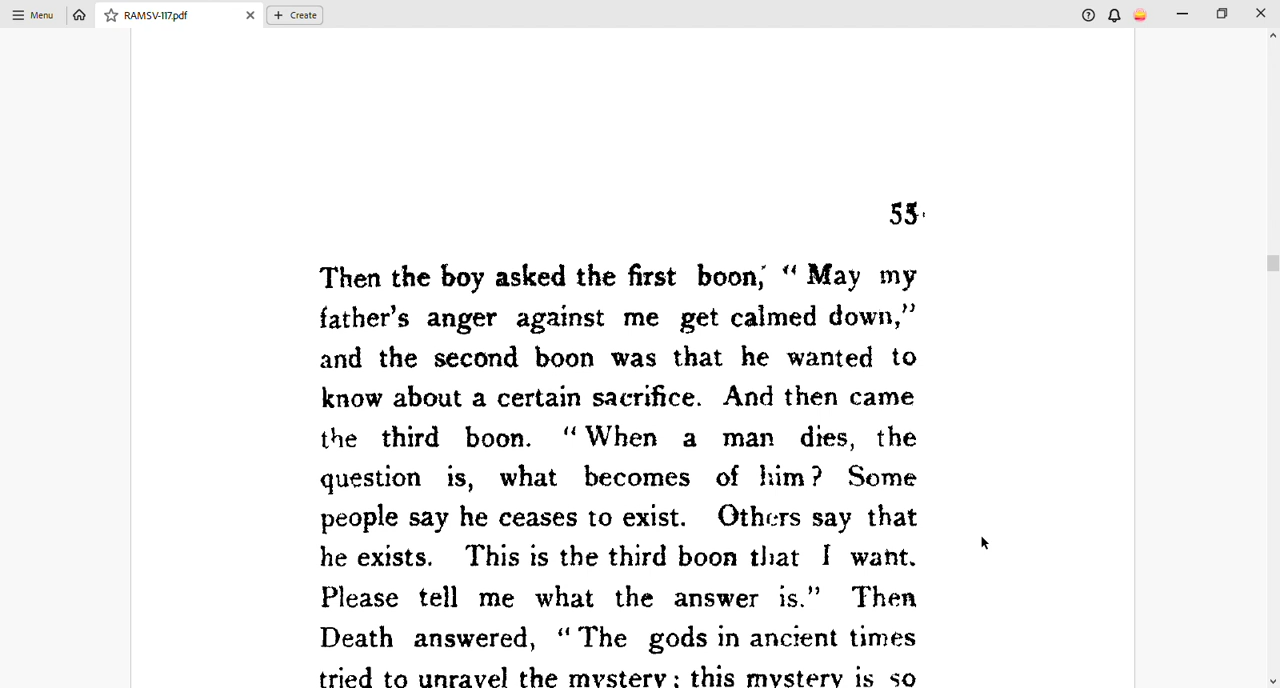 Menu
RAMSV-117.pdf
Create
55
Then the boy asked the first boon, “ May my
father's anger against me get calmed down,”
and the second boon was that he wanted to
know about a certain sacrifice. And then came
the third boon. “ When a man dies, the
question is, what becomes of him? Some
people say he ceases to exist. Others say that
he exists. This is the third boon that I want.
Please tell me what the answer is.” Then
Death answered, “ The gods in ancient times
tried to unravel the mystery ; this mystery is so